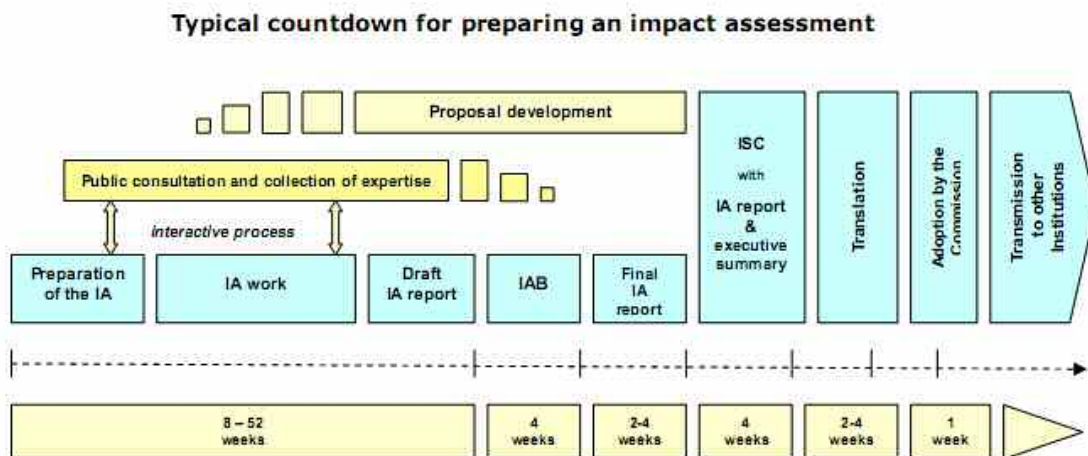 Typical countdown for preparing an impact assessment
Proposal development
Public consultation and collection of expertise
interactive process
Preparation
of the IA
IA work
Draft
IA report
IAB
Final
IA
report
ISC
with
IA report
&
executive
summary
Translation
Adoption by the
Commission
Transmission
to other
Institutions
8 – 52
weeks
4
weeks
2-4
weeks
4
weeks
2-4
weeks
1
week